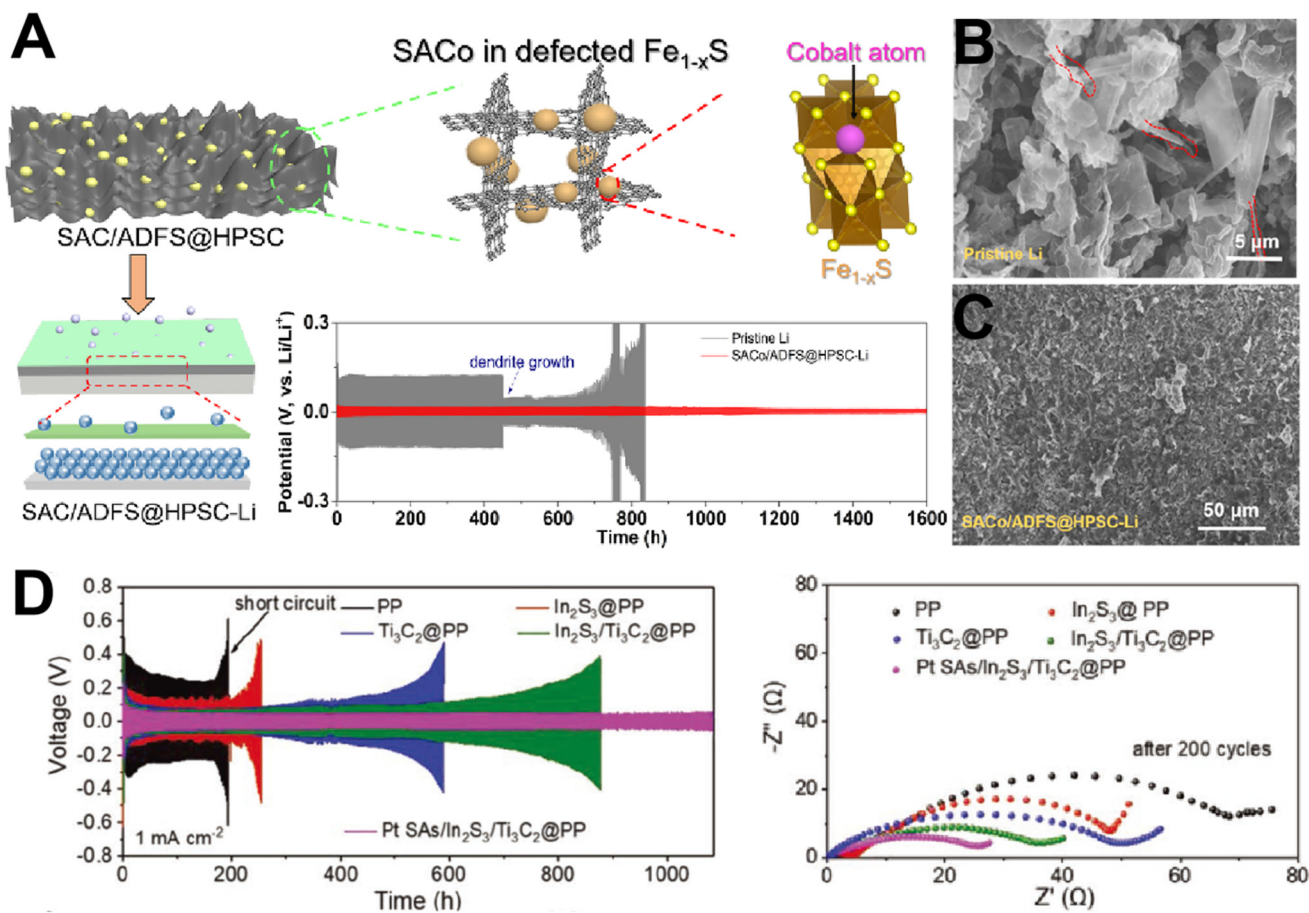 A
SACo in defected Fe1-xS
Cobalt atom
SAC/ADFS@HPSC
Fe1-xS
SAC/ADFS@HPSC-Li
0.3
0.0
-0.3
Potential (V, vs. Li/Li+)
dendrite growth
Pristine Li
SACo/ADFS@HPSC-Li
0 200 400 600 800 1000 1200 1400 1600
Time (h)
B
Pristine Li
5 µm
C
SACo/ADFS@HPSC-Li
50 µm
D
0.8
0.6
0.4
0.2
0.0
-0.2
-0.4
-0.6
-0.8
Voltage (V)
short circuit
PP
In2S3@PP
Ti3C2@PP
In2S3/Ti3C2@PP
1 mA cm-2
Pt SAs/In2S3/Ti3C2@PP
0 200 400 600 800 1000
Time (h)
80
60
40
20
0
-Z'' (Ω)
PP
In2S3@ PP
Ti3C2@PP
In2S3/Ti3C2@PP
Pt SAs/In2S3/Ti3C2@PP
after 200 cycles
0 20 40 60 80
Z' (Ω)